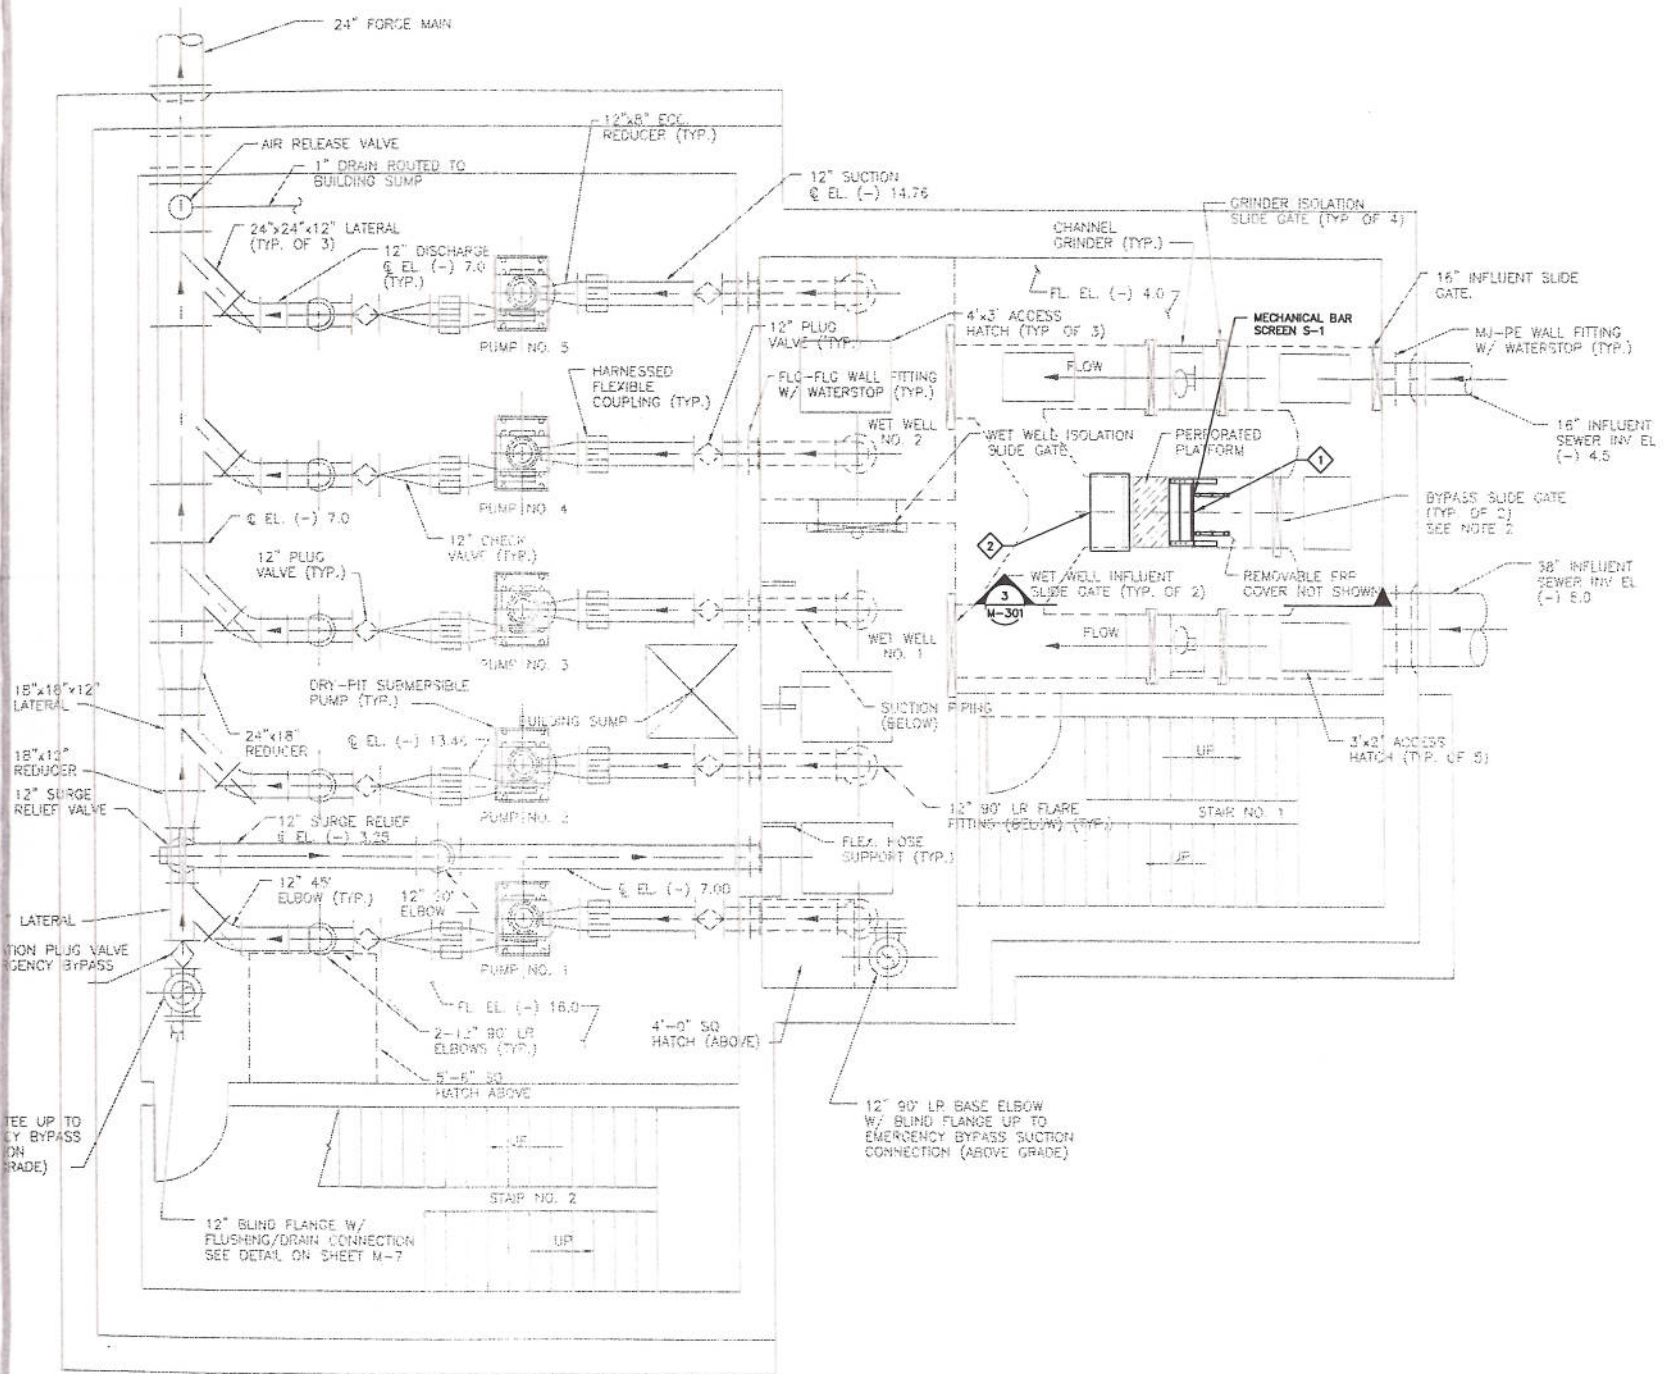 24" FORCE MAIN
12"x8" ECC.
REDUCER (TYP.)
AIR RELEASE VALVE
1" DRAIN ROUTED TO
BUILDING SUMP
12" SUCTION
℄ EL. (-) 14.76
GRINDER ISOLATION
SLIDE GATE (TYP. OF 4)
24"x24"x12" LATERAL
(TYP. OF 3)
12" DISCHARGE
℄ EL. (-) 7.0
(TYP.)
CHANNEL
GRINDER (TYP.)
FL. EL. (-) 4.0
16" INFLUENT SLIDE
GATE.
4'x3' ACCESS
HATCH (TYP. OF 3)
MECHANICAL BAR
SCREEN S-1
MJ-PE WALL FITTING
W/ WATERSTOP (TYP.)
PUMP NO. 5
12" PLUG
VALVE (TYP.)
HARNESSED
FLEXIBLE
COUPLING (TYP.)
FLG-FLG WALL FITTING
W/ WATERSTOP (TYP.)
FLOW
WET WELL
NO. 2
WET WELL ISOLATION
SLIDE GATE
PERFORATED
PLATFORM
1
16" INFLUENT
SEWER INV EL
(-) 4.5
PUMP NO. 4
℄ EL. (-) 7.0
12" CHECK
VALVE (TYP.)
BYPASS SLIDE GATE
(TYP. OF 2)
SEE NOTE 2
2
12" PLUG
VALVE (TYP.)
WET WELL INFLUENT
SLIDE GATE (TYP. OF 2)
3
M-301
REMOVABLE FRP
COVER NOT SHOWN
INFLUENT
SEWER INV EL
FLOW
WET WELL
NO. 1
PUMP NO. 3
18"x18"x12"
LATERAL
DRY-PIT SUBMERSIBLE
PUMP (TYP.)
BUILDING SUMP
SUCTION PIPING
(BELOW)
24"x18"
REDUCER
℄ EL. (-) 13.46
UP
3'x2' ACCESS
HATCH (TYP. OF 5)
REDUCER
12" SURGE
RELIEF VALVE
PUMP NO. 2
12" 90° LR FLARE
FITTING (BELOW) (TYP.)
STAIR NO. 1
12" SURGE RELIEF
℄ EL. (-) 3.25
FLEX. HOSE
SUPPORT (TYP.)
UP
12" 45°
ELBOW (TYP.)
12" 90°
ELBOW
℄ EL. (-) 7.00
LATERAL
PLUG VALVE
BYPASS
PUMP NO. 1
FL. EL. (-) 16.0
2-12" 90° LR
ELBOWS (TYP.)
4'-0" SQ
HATCH (ABOVE)
5'-6" SQ
HATCH ABOVE
12" 90° LR BASE ELBOW
W/ BLIND FLANGE UP TO
EMERGENCY BYPASS SUCTION
CONNECTION (ABOVE GRADE)
TEE UP TO
BYPASS
UP
STAIR NO. 2
12" BLIND FLANGE W/
FLUSHING/DRAIN CONNECTION
SEE DETAIL ON SHEET M-7
UP